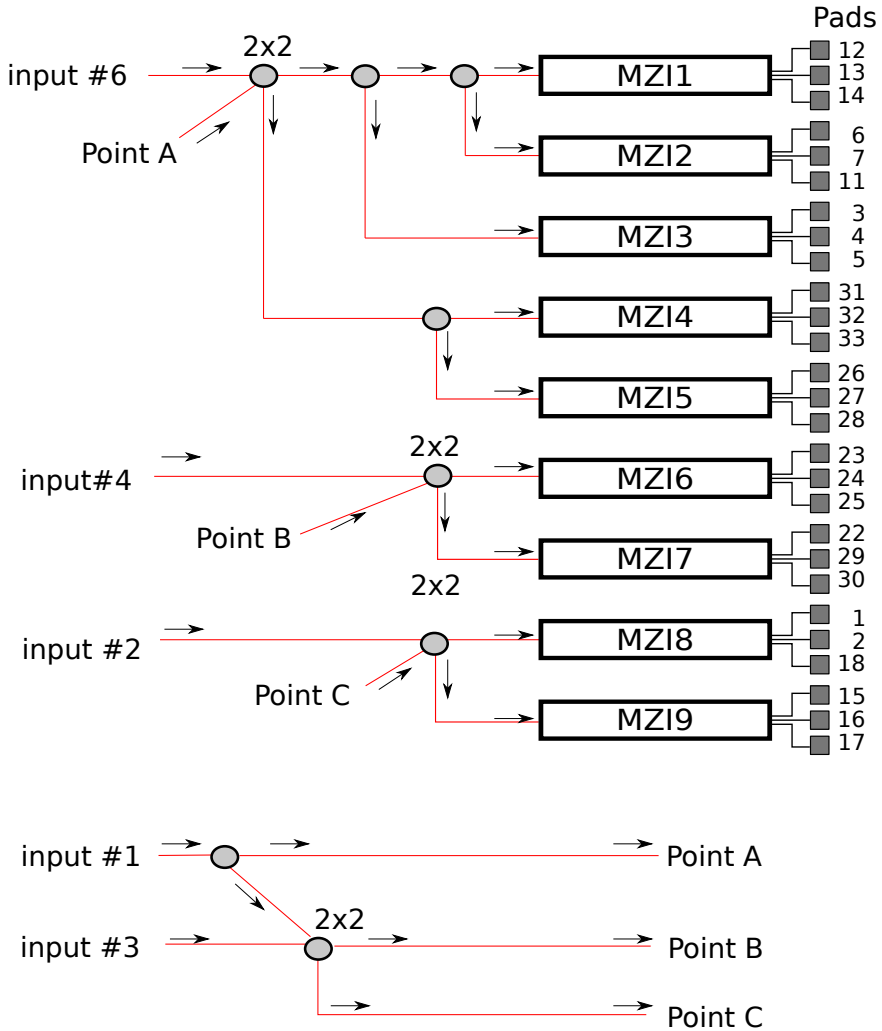 Pads
2x2
input #6
MZI1
12
13
14
Point A
MZI2
6
7
11
MZI3
3
4
5
MZI4
31
32
33
MZI5
26
27
28
2x2
input#4
MZI6
23
24
25
Point B
MZI7
22
29
30
2x2
input #2
MZI8
1
2
18
Point C
MZI9
15
16
17
input #1
Point A
2x2
input #3
Point B
Point C